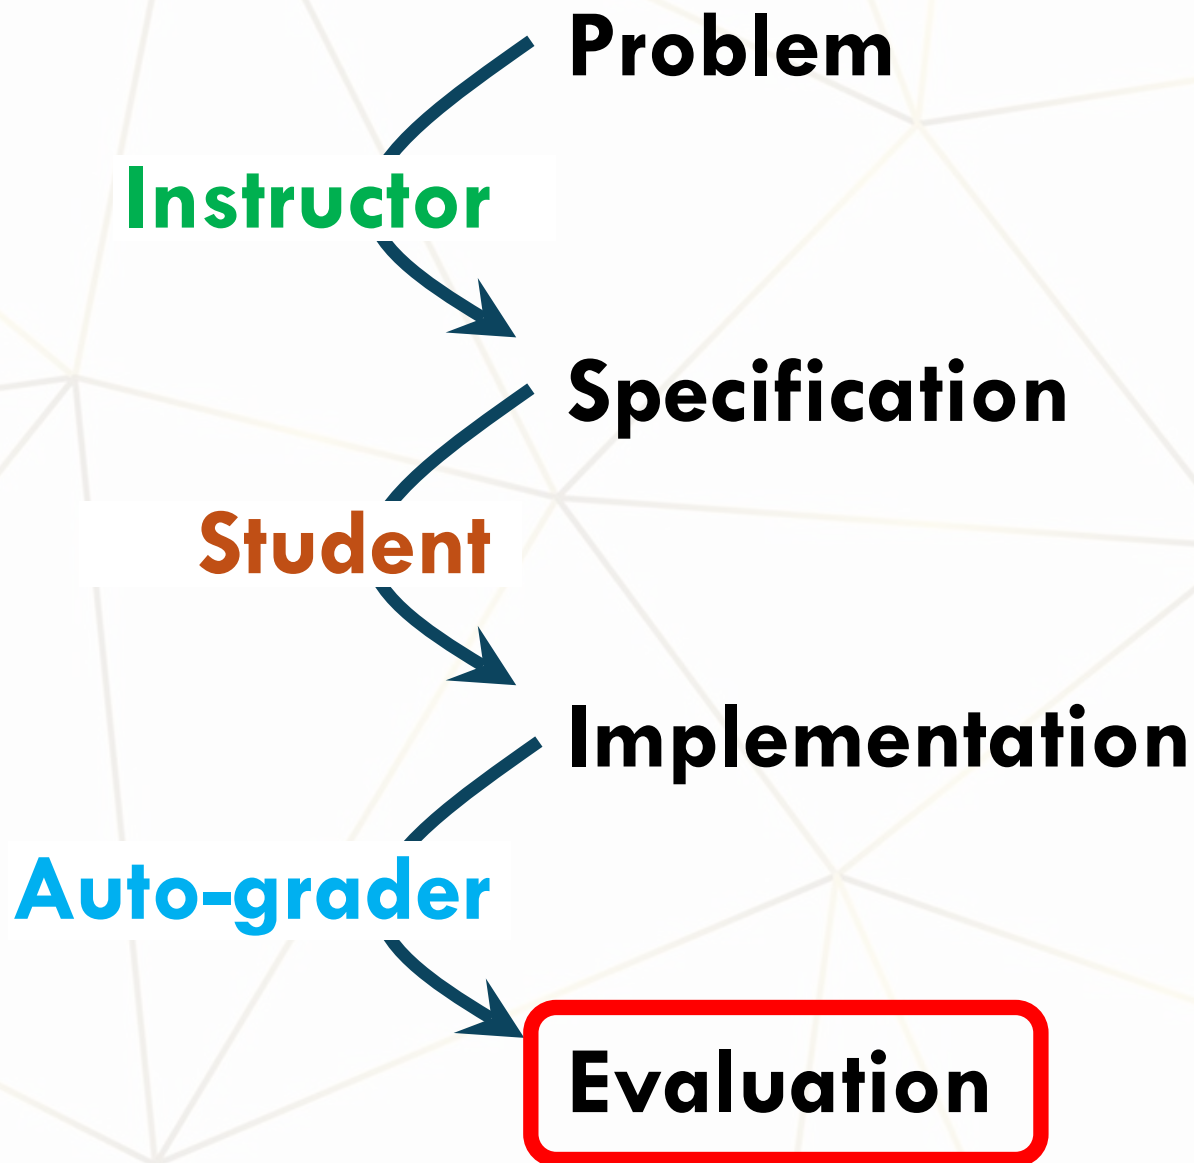 Problem
Instructor
Specification
Student
Implementation
Auto-grader
Evaluation